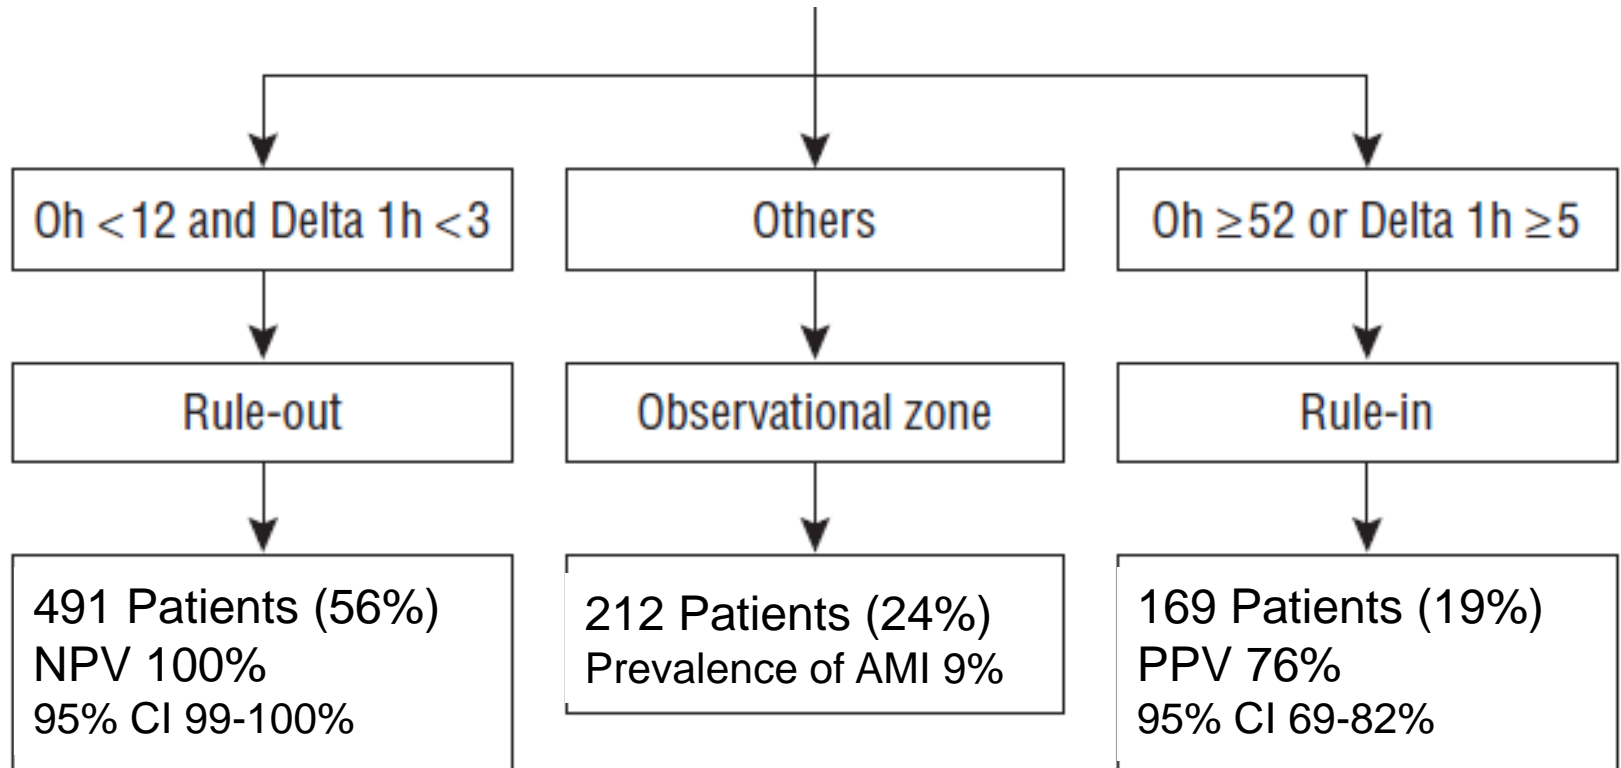 Oh <12 and Delta 1h <3
Others
Oh ≥52 or Delta 1h ≥5
Rule-out
Observational zone
Rule-in
491 Patients (56%)
NPV 100%
95% CI 99-100%
212 Patients (24%)
Prevalence of AMI 9%
169 Patients (19%)
PPV 76%
95% CI 69-82%